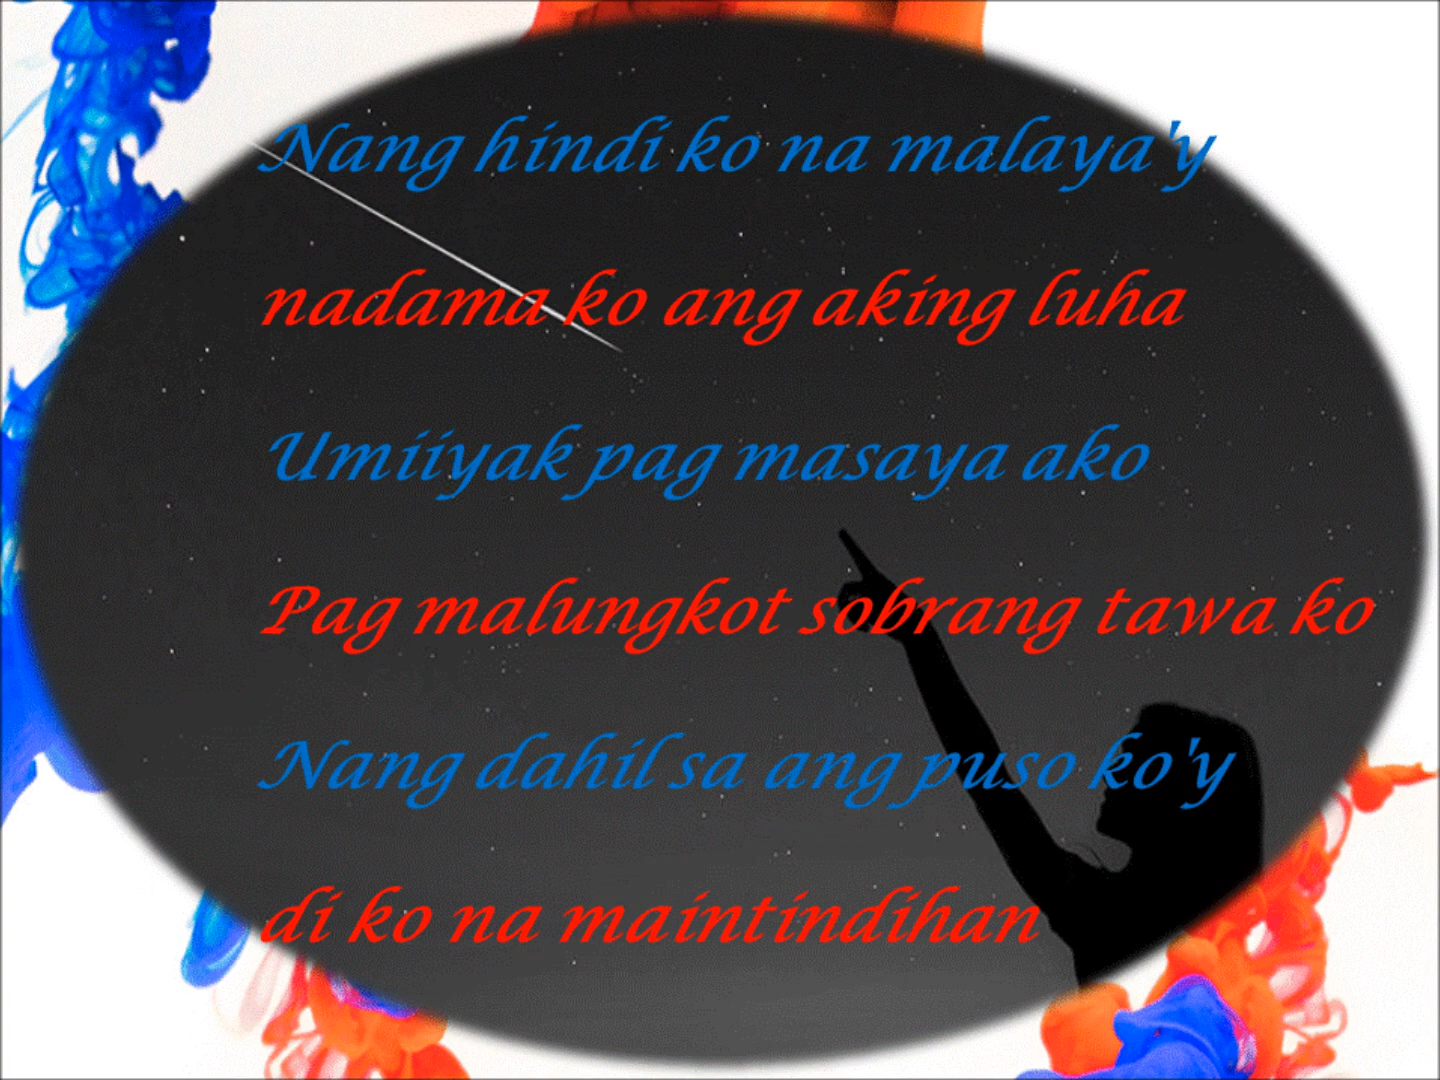 Nang hindi ko na malaya'y
nadama ko ang aking luha
Umiiyak pag masaya ako
Pag malungkot sobrang tawa ko
Nang dahil sa ang puso ko'y
di ko na maintindihan